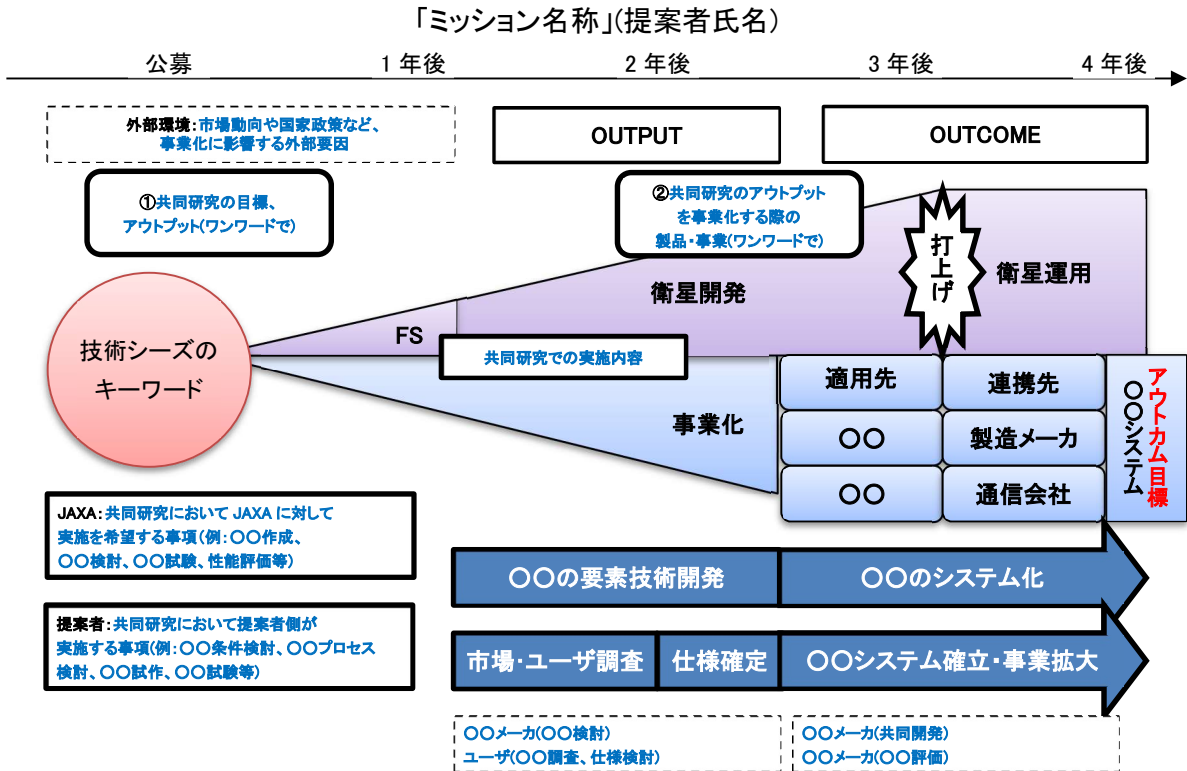 「ミッション名称」(提案者氏名)
公募
1 年後
2 年後
3 年後
4 年後
外部環境:市場動向や国家政策など、
事業化に影響する外部要因
OUTPUT
OUTCOME
①共同研究の目標、
アウトプット(ワンワードで)
②共同研究のアウトプット
を事業化する際の
製品・事業(ワンワードで)
打上げ
衛星開発
衛星運用
FS
技術シーズの
キーワード
共同研究での実施内容
事業化
適用先
連携先
〇〇
製造メーカ
〇〇
通信会社
アウトカム目標
〇〇システム
JAXA:共同研究において JAXA に対して
実施を希望する事項(例:〇〇作成、
〇〇検討、〇〇試験、性能評価等)
〇〇の要素技術開発
〇〇のシステム化
提案者:共同研究において提案者側が
実施する事項(例:〇〇条件検討、〇〇プロセス
検討、〇〇試作、〇〇試験等)
市場・ユーザ調査
仕様確定
〇〇システム確立・事業拡大
〇〇メーカ(〇〇検討)
ユーザ(〇〇調査、仕様検討)
〇〇メーカ(共同開発)
〇〇メーカ(〇〇評価)